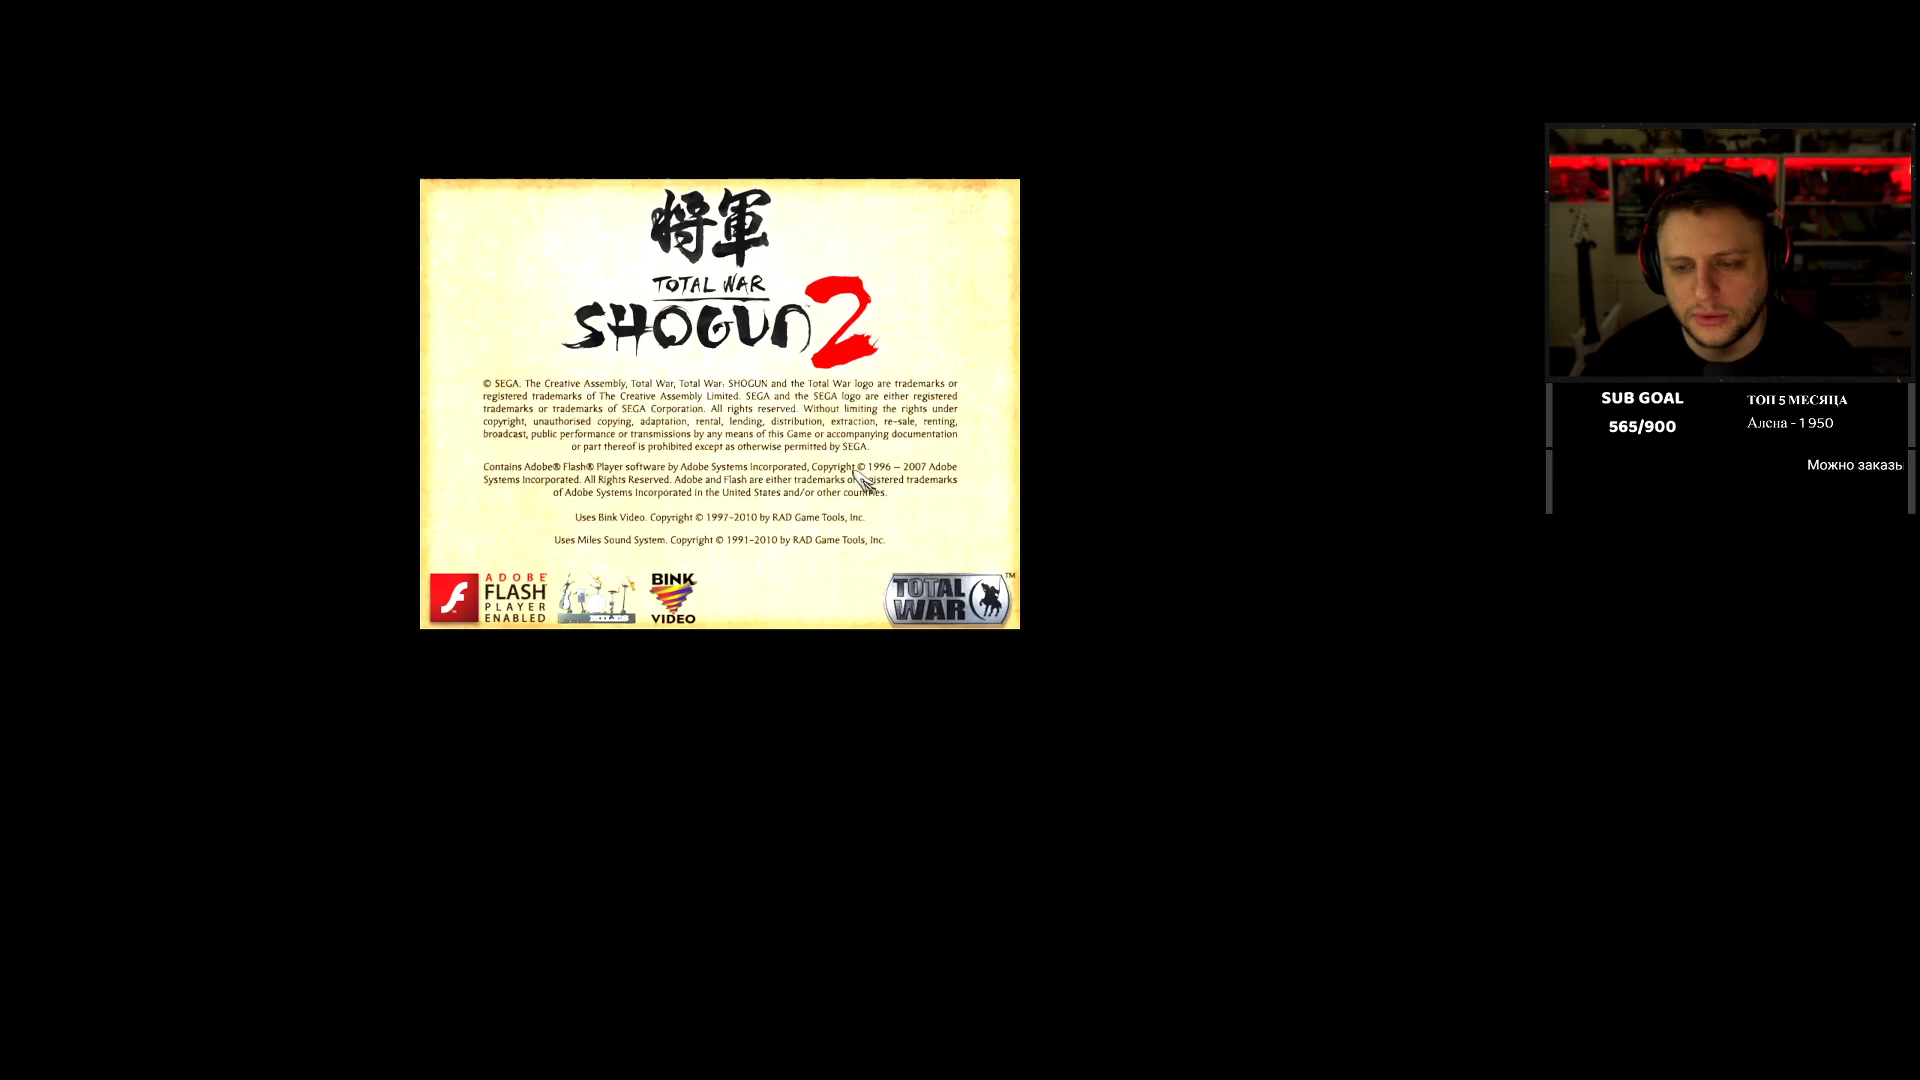 将軍
TOTAL WAR
SHOGUN 2
© SEGA. The Creative Assembly, Total War, Total War: SHOGUN and the Total War logo are trademarks or
registered trademarks of The Creative Assembly Limited. SEGA and the SEGA logo are either registered
trademarks or trademarks of SEGA Corporation. All rights reserved. Without limiting the rights under
copyright, unauthorised copying, adaptation, rental, lending, distribution, extraction, re-sale, renting,
broadcast, public performance or transmissions by any means of this Game or accompanying documentation
or part thereof is prohibited except as otherwise permitted by SEGA.
Contains Adobe® Flash® Player software by Adobe Systems Incorporated, Copyright © 1996 – 2007 Adobe
Systems Incorporated. All Rights Reserved. Adobe and Flash are either trademarks or registered trademarks
of Adobe Systems Incorporated in the United States and/or other countries.
Uses Bink Video. Copyright © 1997-2010 by RAD Game Tools, Inc.
Uses Miles Sound System. Copyright © 1991-2010 by RAD Game Tools, Inc.
ADOBE
FLASH
PLAYER
ENABLED
MILES
BINK
VIDEO
TOTAL
WAR
™
SUB GOAL
565/900
ТОП 5 МЕСЯЦА
Алена - 1 950
Можно заказы